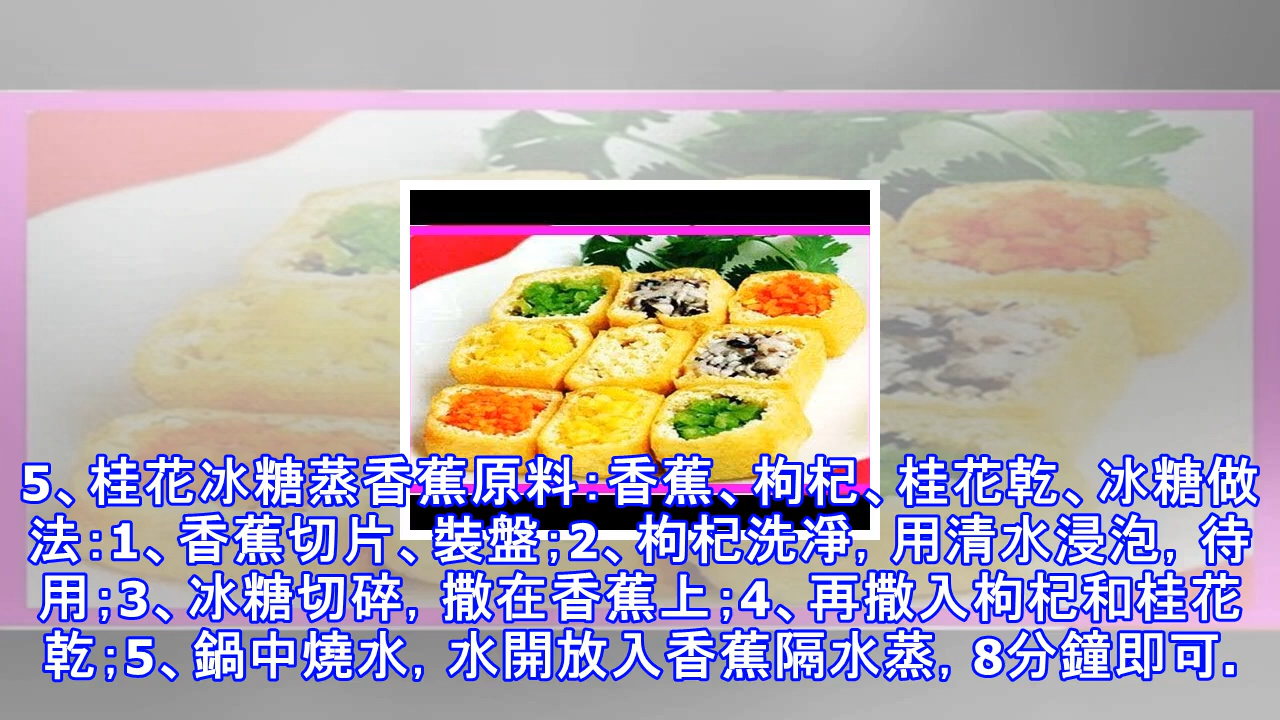 5、桂花冰糖蒸香蕉原料:香蕉、枸杞、桂花乾、冰糖做
法:1、香蕉切片、裝盤;2、枸杞洗凈, 用清水浸泡, 待
用;3、冰糖切碎, 撒在香蕉上;4、再撒入枸杞和桂花
乾;5、鍋中燒水, 水開放入香蕉隔水蒸, 8分鐘即可.